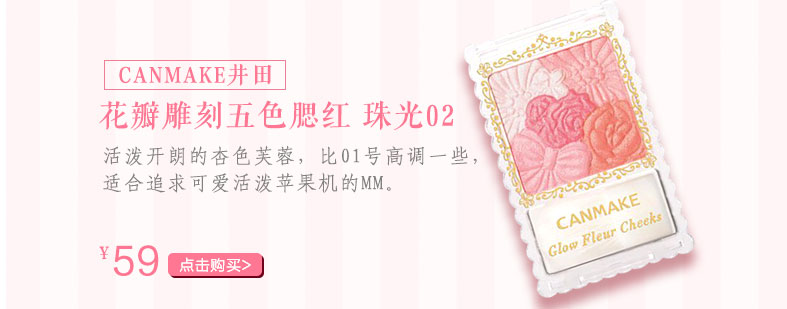 CANMAKE井田
花瓣雕刻五色腮红 珠光02
活泼开朗的杏色芙蓉，比01号高调一些，
适合追求可爱活泼苹果机的MM。
¥59 点击购买>
CANMAKE
Glow Fleur Cheeks